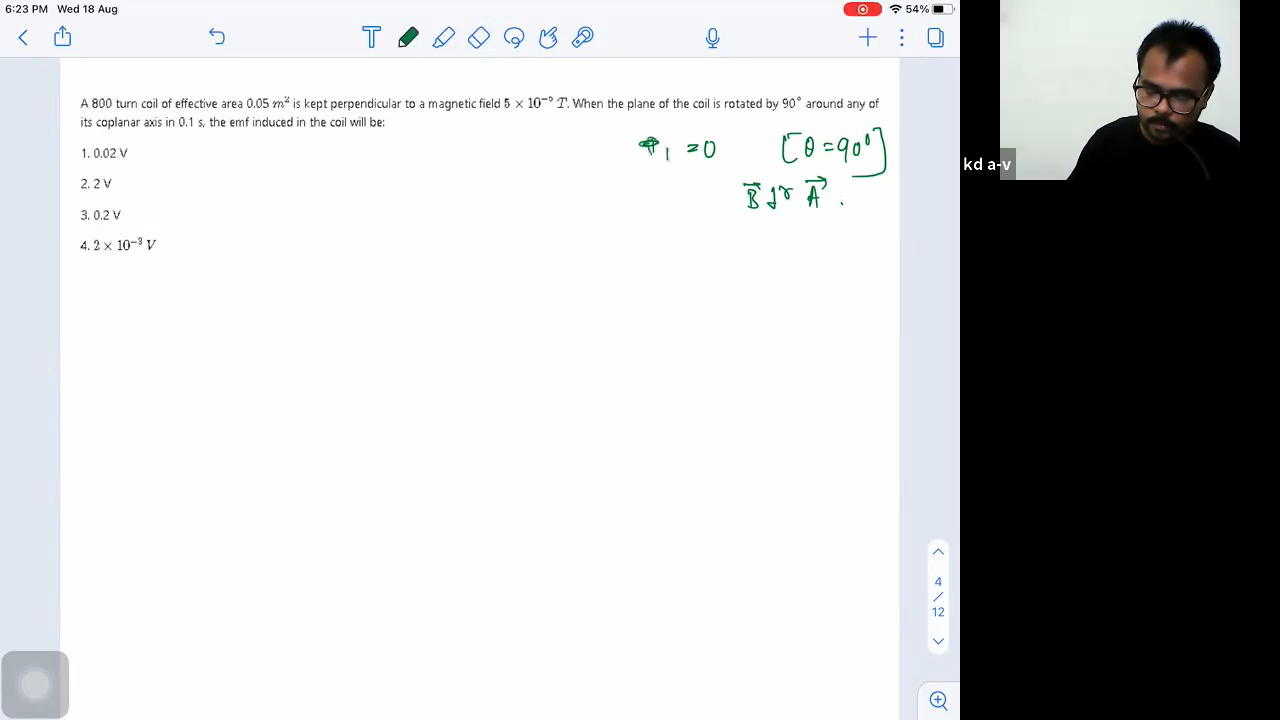 6:23 PM Wed 18 Aug
54%
T
A 800 turn coil of effective area 0.05 m² is kept perpendicular to a magnetic field 5 × 10⁻⁵ T. When the plane of the coil is rotated by 90° around any of
its coplanar axis in 0.1 s, the emf induced in the coil will be:
ϕ₁ = 0 [θ = 90°]
1. 0.02 V
2. 2 V
B⃗ ⊥r A⃗ .
3. 0.2 V
4. 2 × 10⁻³ V
kd a-v
4
/
12